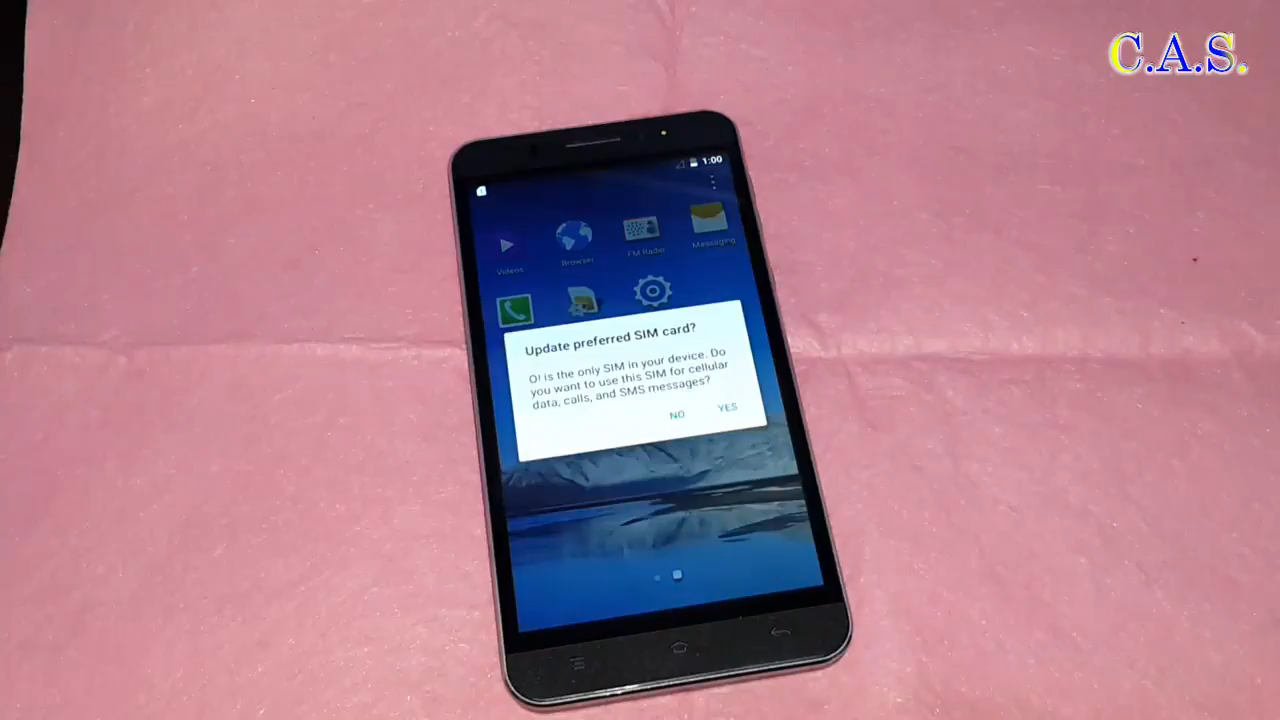 C.A.S.
1:00
Videos
Browser
FM Radio
Messaging
Update preferred SIM card?
O! is the only SIM in your device. Do
you want to use this SIM for cellular
data, calls, and SMS messages?
NO
YES